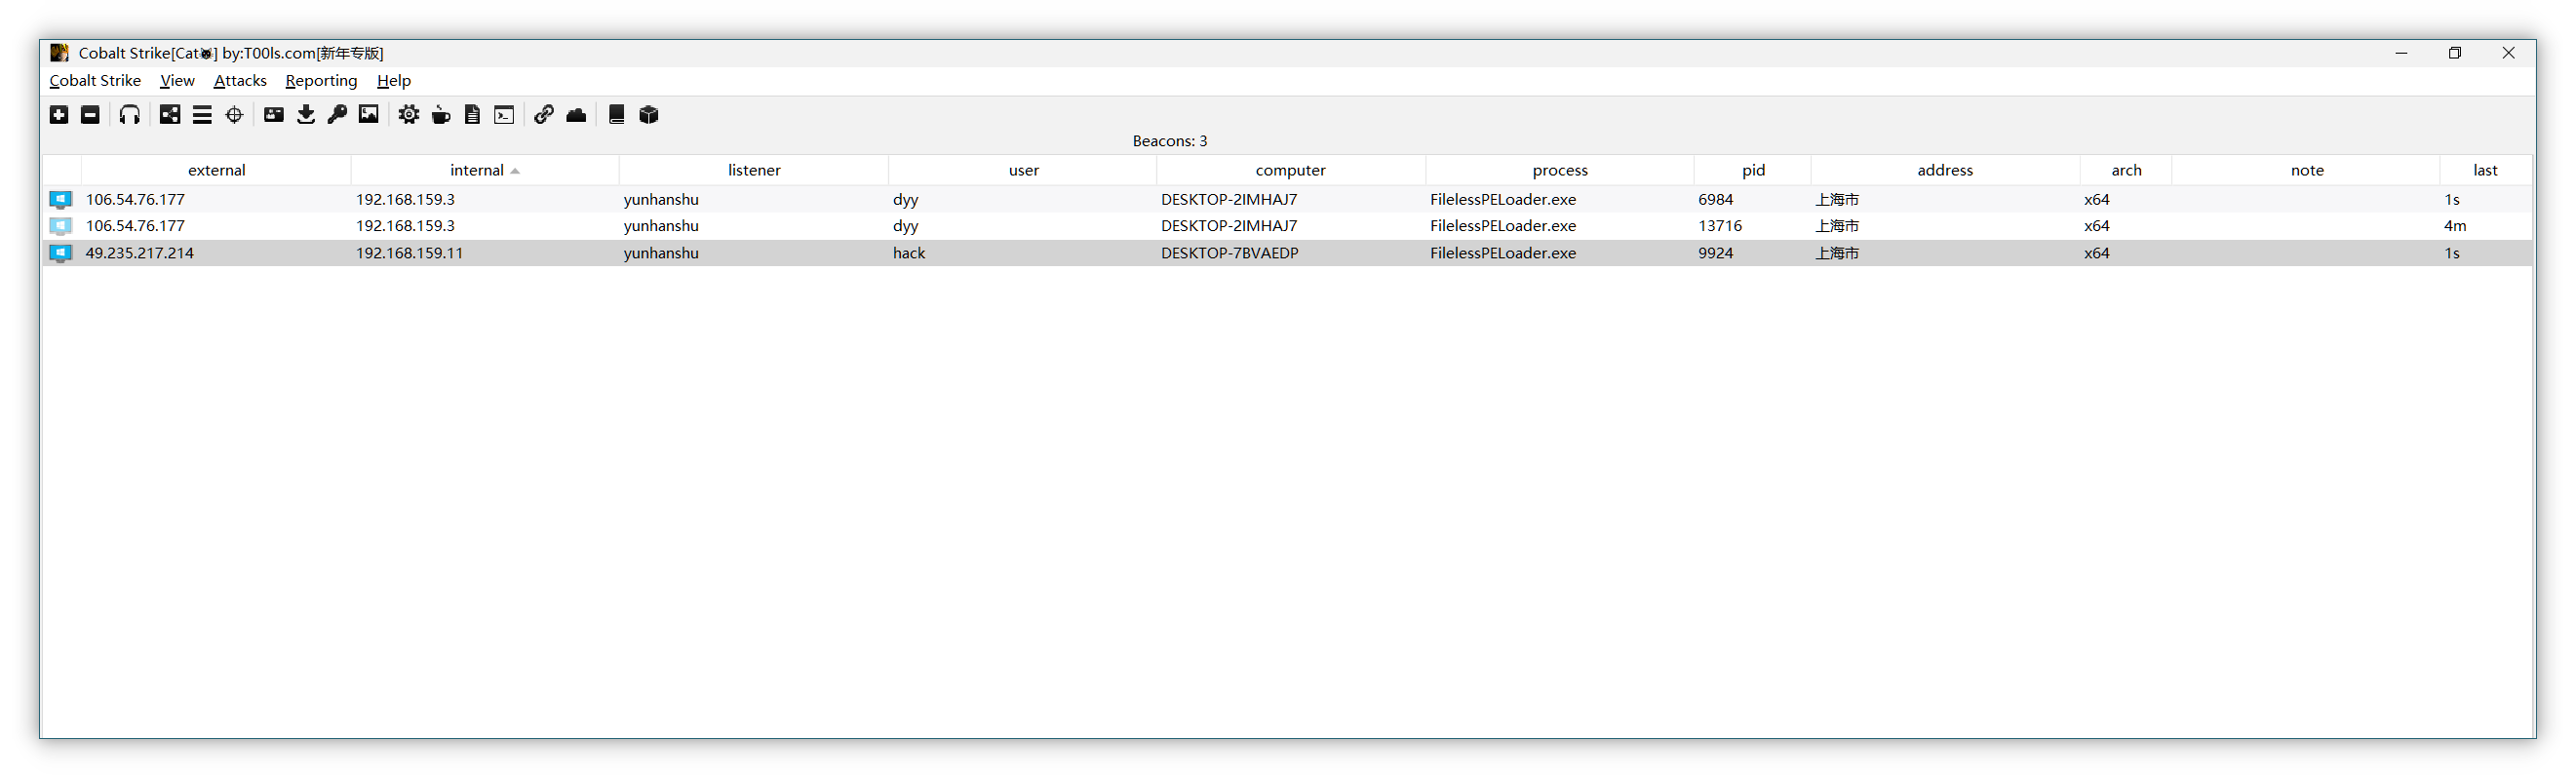 Cobalt Strike[Cat🐱] by:T00ls.com[新年专版]
Cobalt Strike View Attacks Reporting Help
Beacons: 3
external internal listener user computer process pid address arch note last
106.54.76.177 192.168.159.3 yunhanshu dyy DESKTOP-2IMHAJ7 FilelessPELoader.exe 6984 上海市 x64 1s
106.54.76.177 192.168.159.3 yunhanshu dyy DESKTOP-2IMHAJ7 FilelessPELoader.exe 13716 上海市 x64 4m
49.235.217.214 192.168.159.11 yunhanshu hack DESKTOP-7BVAEDP FilelessPELoader.exe 9924 上海市 x64 1s